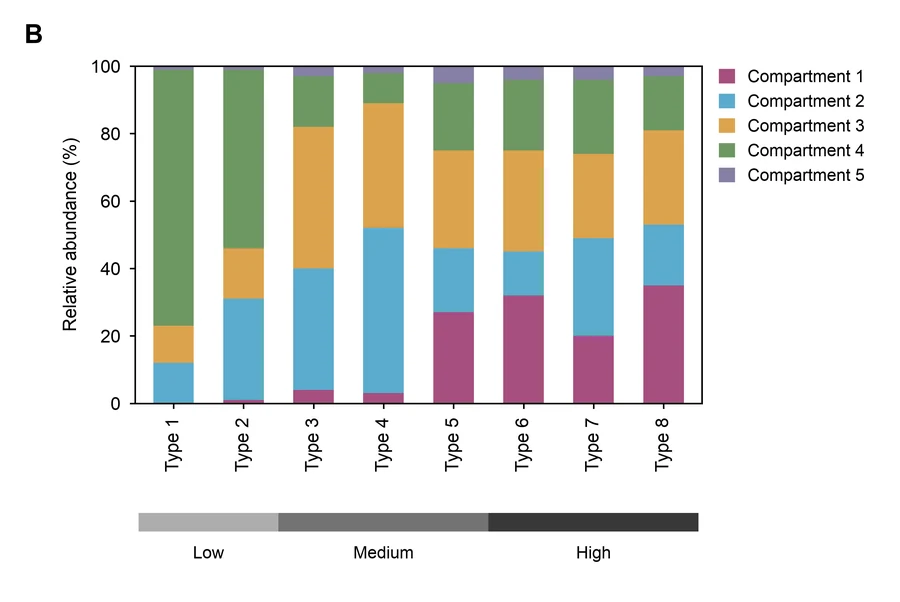 B
Relative abundance (%)
100
80
60
40
20
0
Type 1
Type 2
Type 3
Type 4
Type 5
Type 6
Type 7
Type 8
Compartment 1
Compartment 2
Compartment 3
Compartment 4
Compartment 5
Low
Medium
High